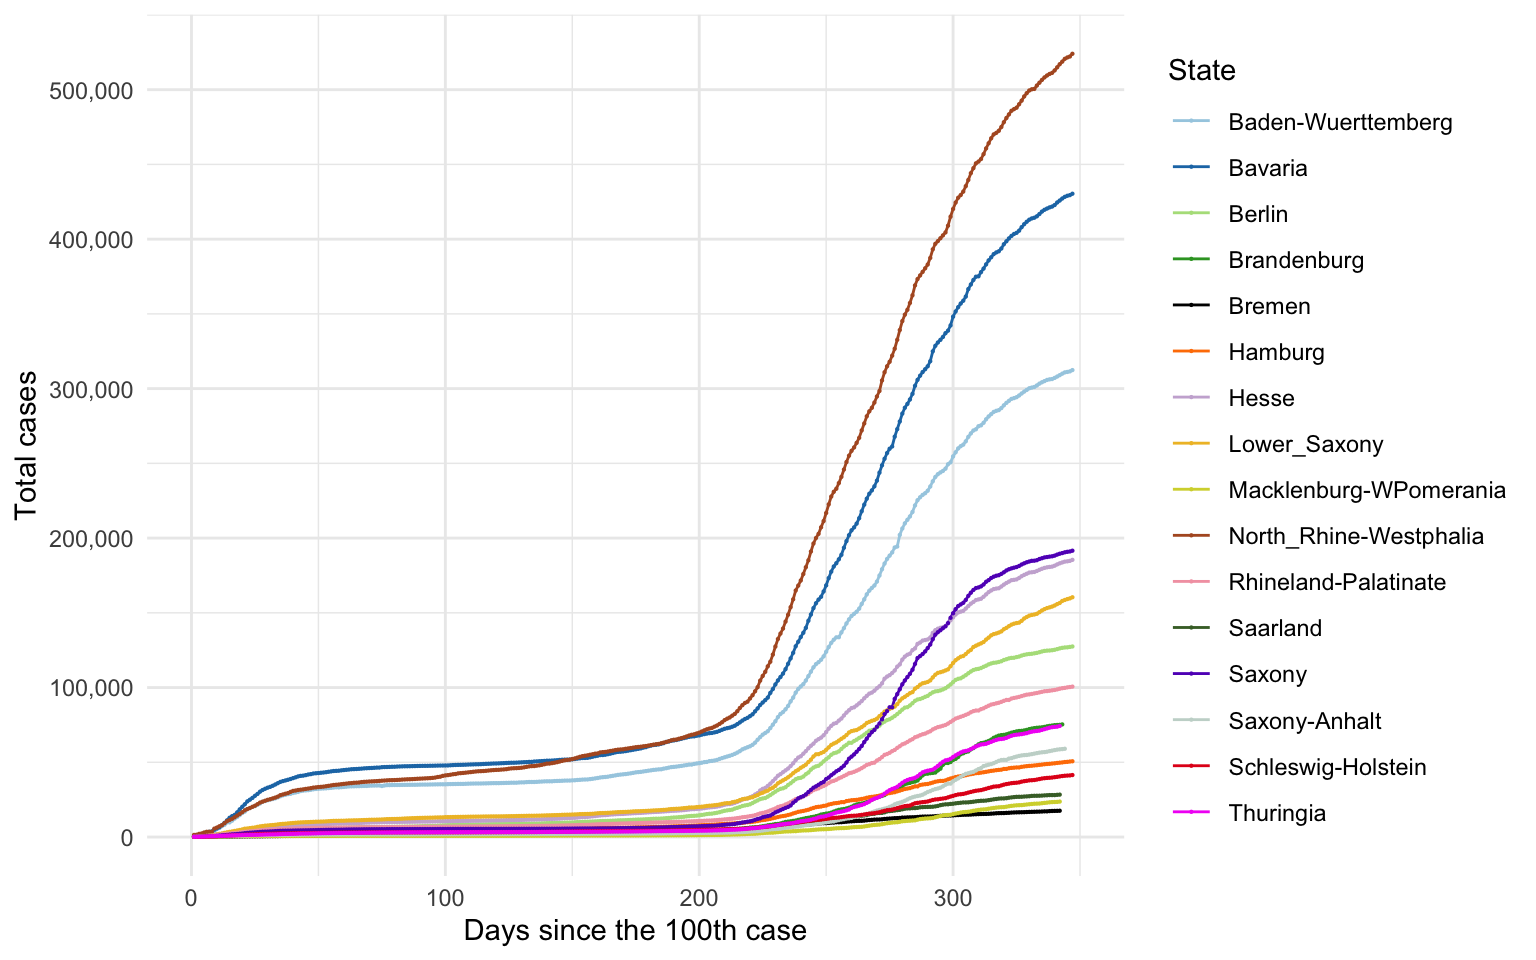 500,000
400,000
300,000
200,000
100,000
0
Total cases
0 100 200 300
Days since the 100th case
State
Baden-Wuerttemberg
Bavaria
Berlin
Brandenburg
Bremen
Hamburg
Hesse
Lower_Saxony
Macklenburg-WPomerania
North_Rhine-Westphalia
Rhineland-Palatinate
Saarland
Saxony
Saxony-Anhalt
Schleswig-Holstein
Thuringia